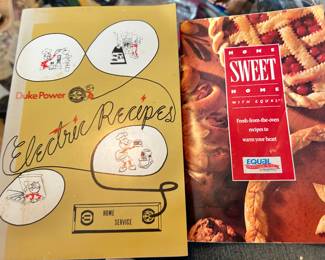 Duke Power
Electric Recipes
HOME
SERVICE
HOME
SWEET
HOME
WITH EQUAL
Fresh-from-the-oven
recipes to
warm your heart
EQUAL